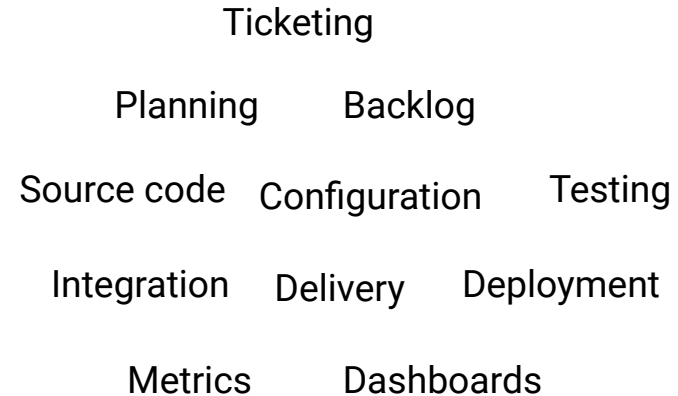 Ticketing
Planning Backlog
Source code Configuration Testing
Integration Delivery Deployment
Metrics Dashboards